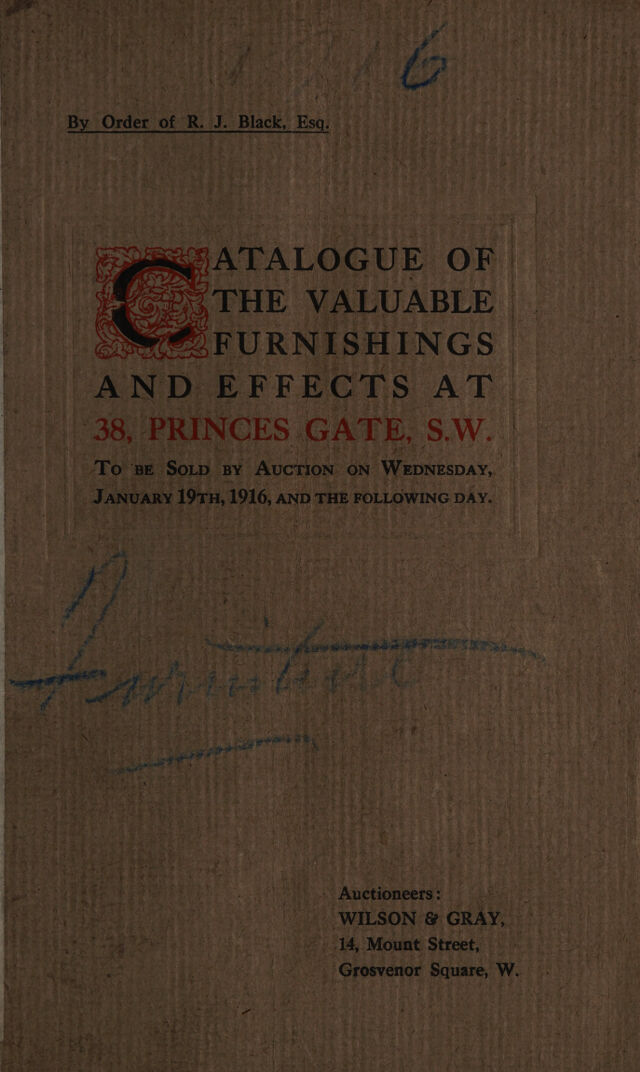 6
By Order of R. J. Black, Esq.
CATALOGUE OF
THE VALUABLE
FURNISHINGS
AND EFFECTS AT
38, PRINCES GATE, S.W.
TO BE SOLD BY AUCTION ON WEDNESDAY,
JANUARY 19TH, 1916, AND THE FOLLOWING DAY.
Furniture
Auctioneers:
WILSON & GRAY,
14, Mount Street,
Grosvenor Square, W.